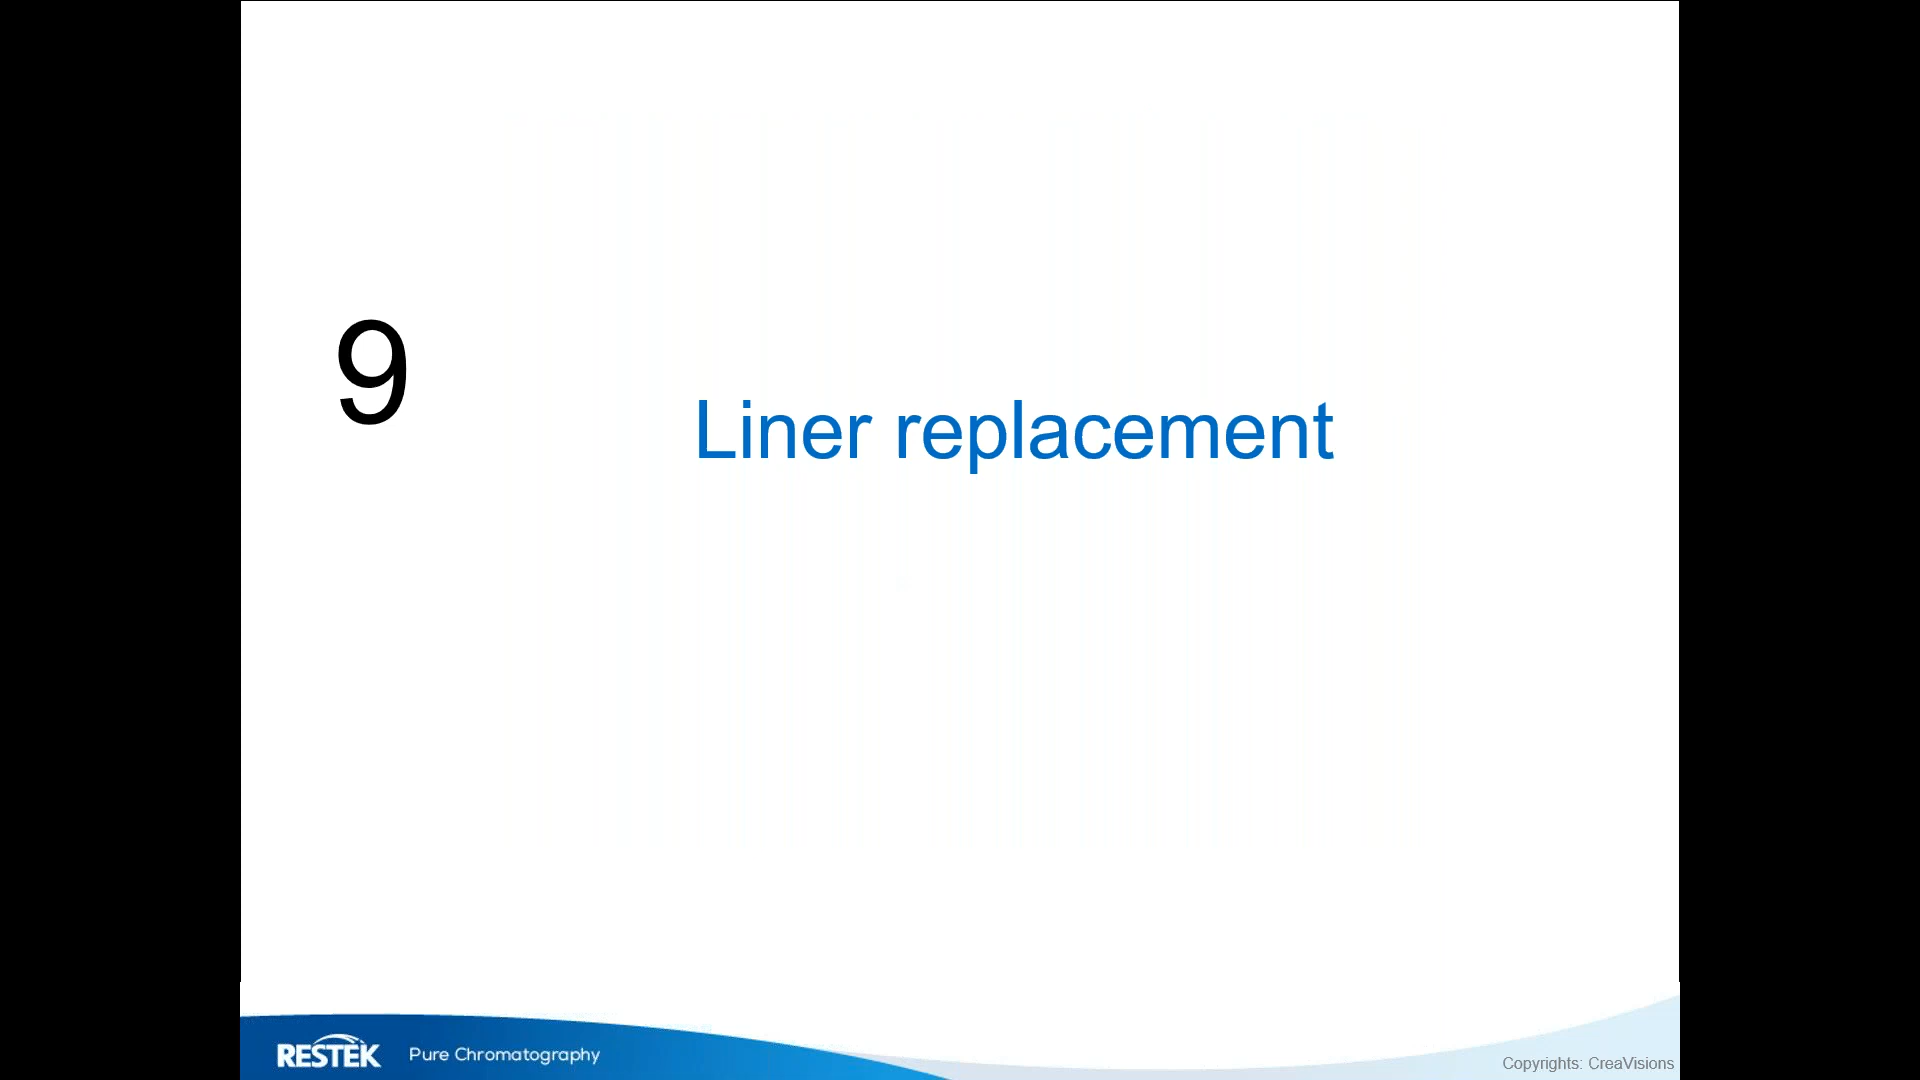 9
Liner replacement
RESTEK
Pure Chromatography
Copyrights: CreaVisions